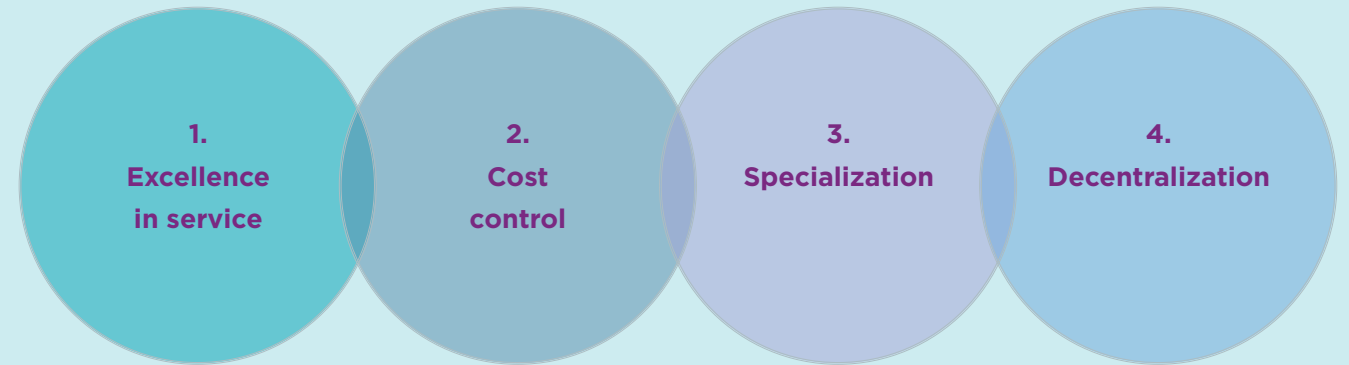 1.
Excellence
in service
2.
Cost
control
3.
Specialization
4.
Decentralization